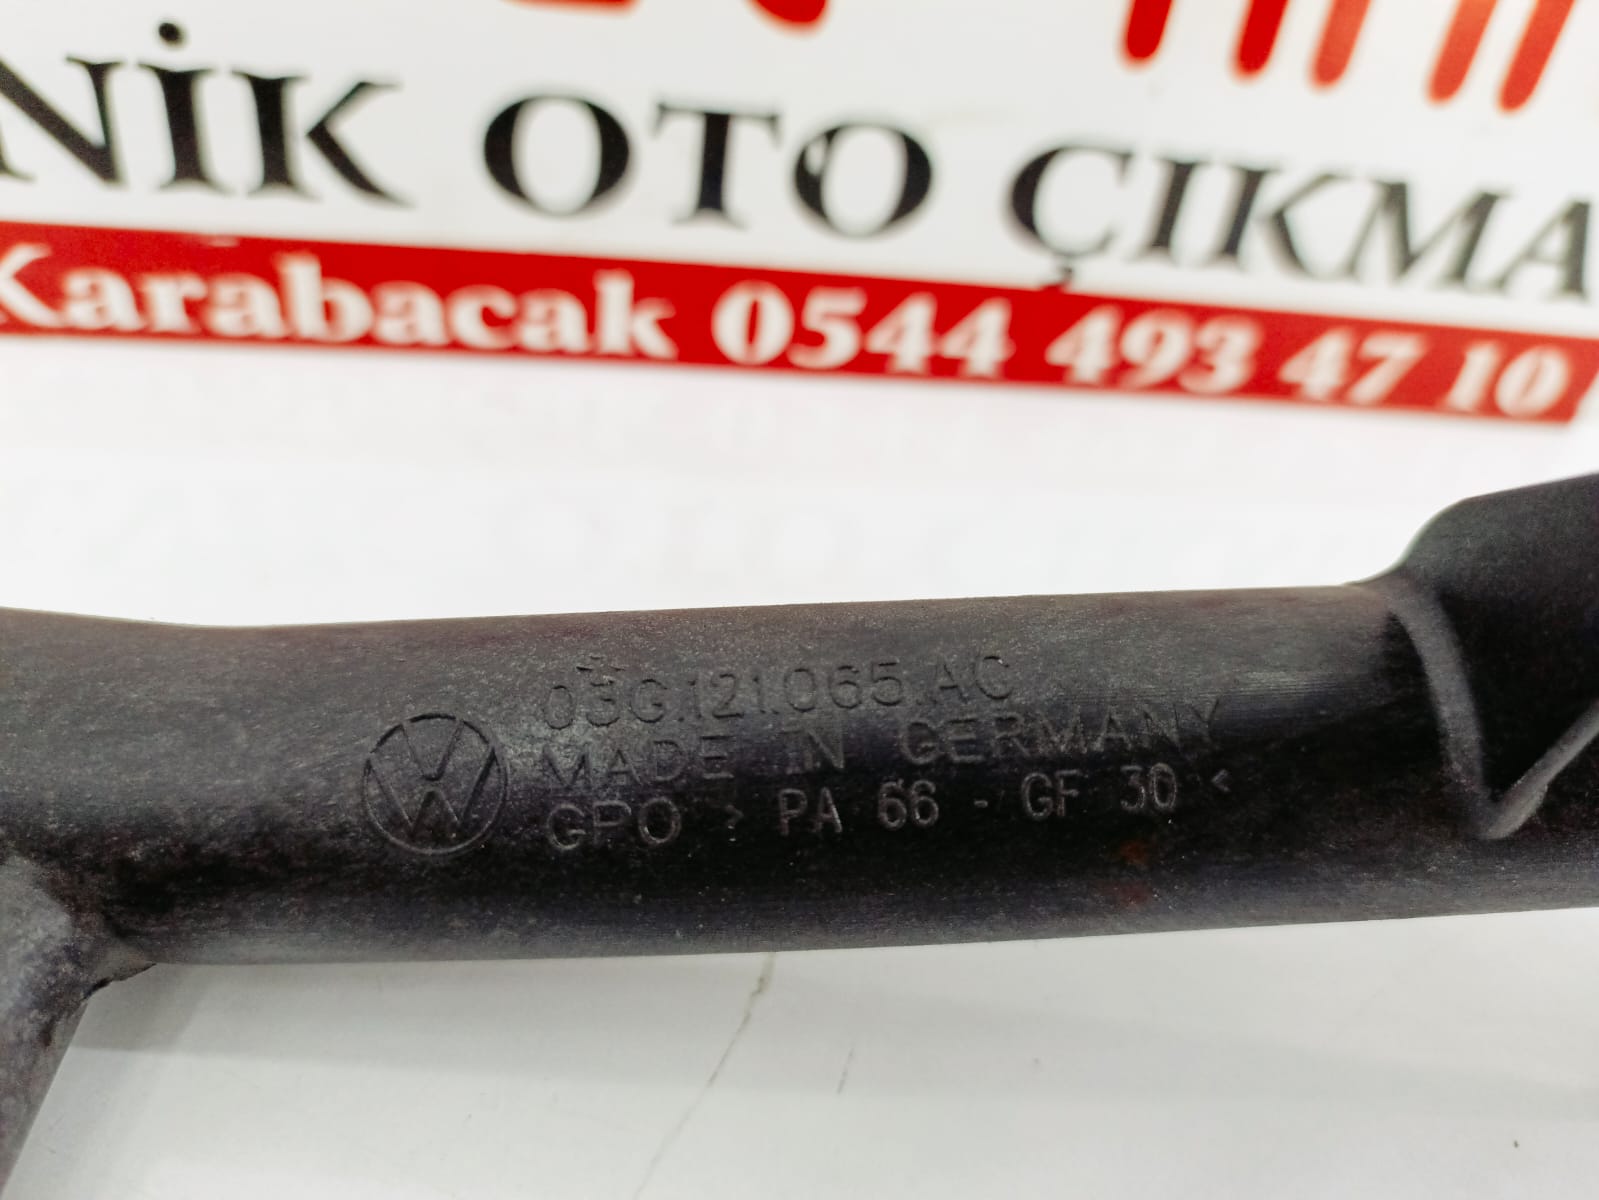 NİK OTO ÇIKMA
Karabacak 0544 493 47 10
03G.121.065.AC
MADE IN GERMANY
GPO > PA 66 - GF 30 <